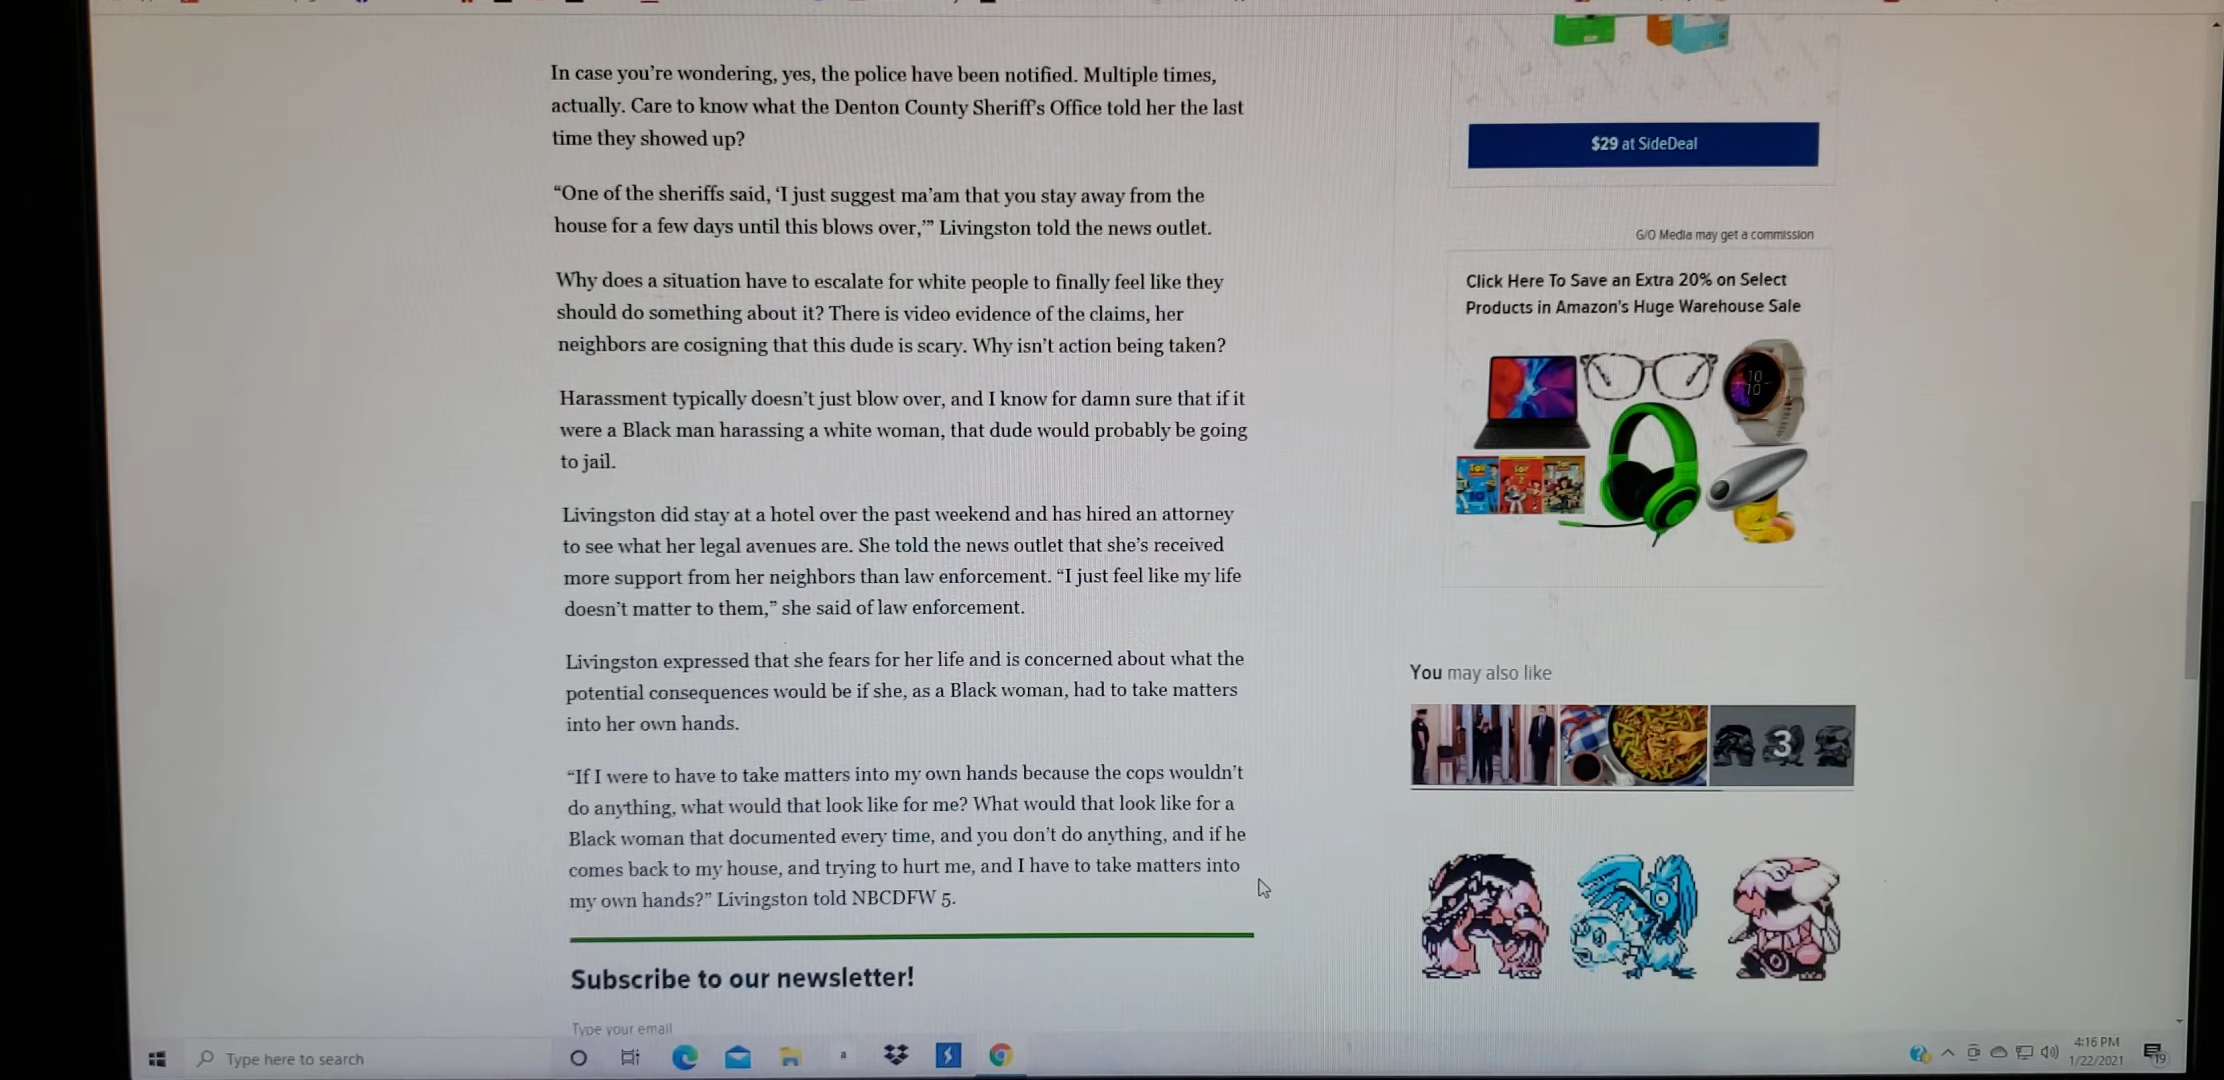 In case you're wondering, yes, the police have been notified. Multiple times,
actually. Care to know what the Denton County Sheriff's Office told her the last
time they showed up?
“One of the sheriffs said, ‘I just suggest ma’am that you stay away from the
house for a few days until this blows over,’” Livingston told the news outlet.
Why does a situation have to escalate for white people to finally feel like they
should do something about it? There is video evidence of the claims, her
neighbors are cosigning that this dude is scary. Why isn’t action being taken?
Harassment typically doesn’t just blow over, and I know for damn sure that if it
were a Black man harassing a white woman, that dude would probably be going
to jail.
Livingston did stay at a hotel over the past weekend and has hired an attorney
to see what her legal avenues are. She told the news outlet that she’s received
more support from her neighbors than law enforcement. “I just feel like my life
doesn’t matter to them,” she said of law enforcement.
Livingston expressed that she fears for her life and is concerned about what the
potential consequences would be if she, as a Black woman, had to take matters
into her own hands.
“If I were to have to take matters into my own hands because the cops wouldn’t
do anything, what would that look like for me? What would that look like for a
Black woman that documented every time, and you don’t do anything, and if he
comes back to my house, and trying to hurt me, and I have to take matters into
my own hands?” Livingston told NBCDFW 5.
Subscribe to our newsletter!
Type your email
$29 at SideDeal
G/O Media may get a commission
Click Here To Save an Extra 20% on Select
Products in Amazon's Huge Warehouse Sale
10
10
You may also like
3
Type here to search
a
4:16 PM
1/22/2021
19